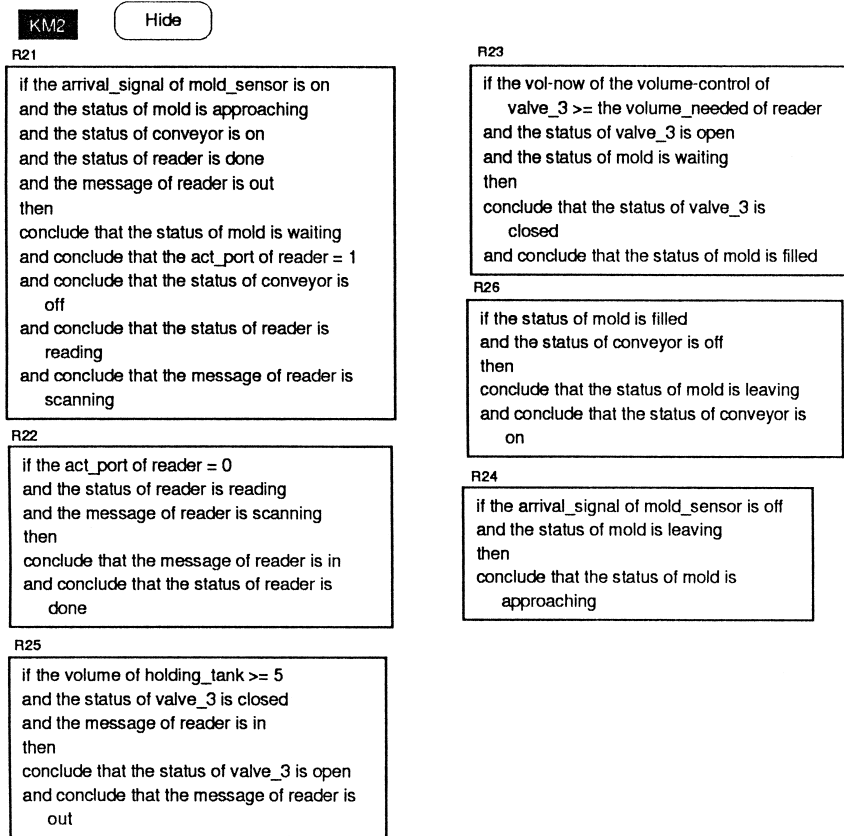 KM2
Hide
R21
if the arrival_signal of mold_sensor is on
and the status of mold is approaching
and the status of conveyor is on
and the status of reader is done
and the message of reader is out
then
conclude that the status of mold is waiting
and conclude that the act_port of reader = 1
and conclude that the status of conveyor is
off
and conclude that the status of reader is
reading
and conclude that the message of reader is
scanning
R22
if the act_port of reader = 0
and the status of reader is reading
and the message of reader is scanning
then
conclude that the message of reader is in
and conclude that the status of reader is
done
R25
if the volume of holding_tank >= 5
and the status of valve_3 is closed
and the message of reader is in
then
conclude that the status of valve_3 is open
and conclude that the message of reader is
out
R23
if the vol-now of the volume-control of
valve_3 >= the volume_needed of reader
and the status of valve_3 is open
and the status of mold is waiting
then
conclude that the status of valve_3 is
closed
and conclude that the status of mold is filled
R26
if the status of mold is filled
and the status of conveyor is off
then
conclude that the status of mold is leaving
and conclude that the status of conveyor is
on
R24
if the arrival_signal of mold_sensor is off
and the status of mold is leaving
then
conclude that the status of mold is
approaching